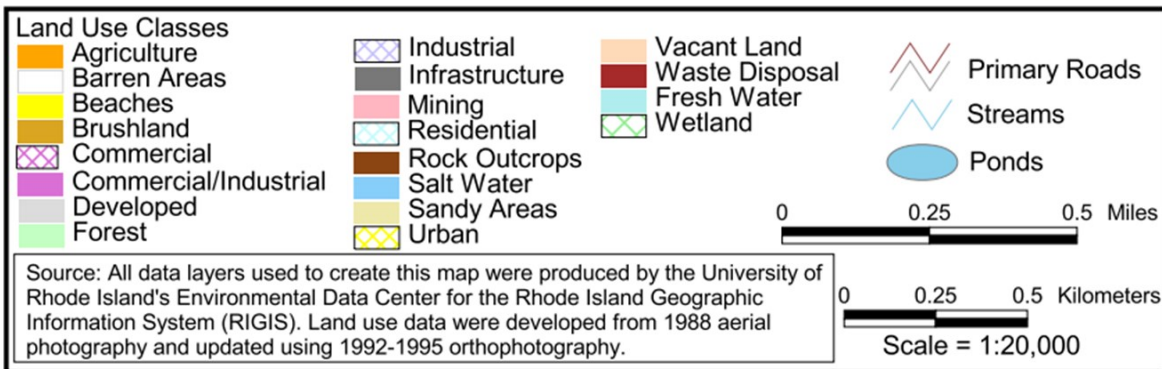 Land Use Classes
Agriculture
Barren Areas
Beaches
Brushland
Commercial
Commercial/Industrial
Developed
Forest
Industrial
Infrastructure
Mining
Residential
Rock Outcrops
Salt Water
Sandy Areas
Urban
Vacant Land
Waste Disposal
Fresh Water
Wetland
Primary Roads
Streams
Ponds
0 0.25 0.5 Miles
0 0.25 0.5 Kilometers
Scale = 1:20,000
Source: All data layers used to create this map were produced by the University of
Rhode Island's Environmental Data Center for the Rhode Island Geographic
Information System (RIGIS). Land use data were developed from 1988 aerial
photography and updated using 1992-1995 orthophotography.